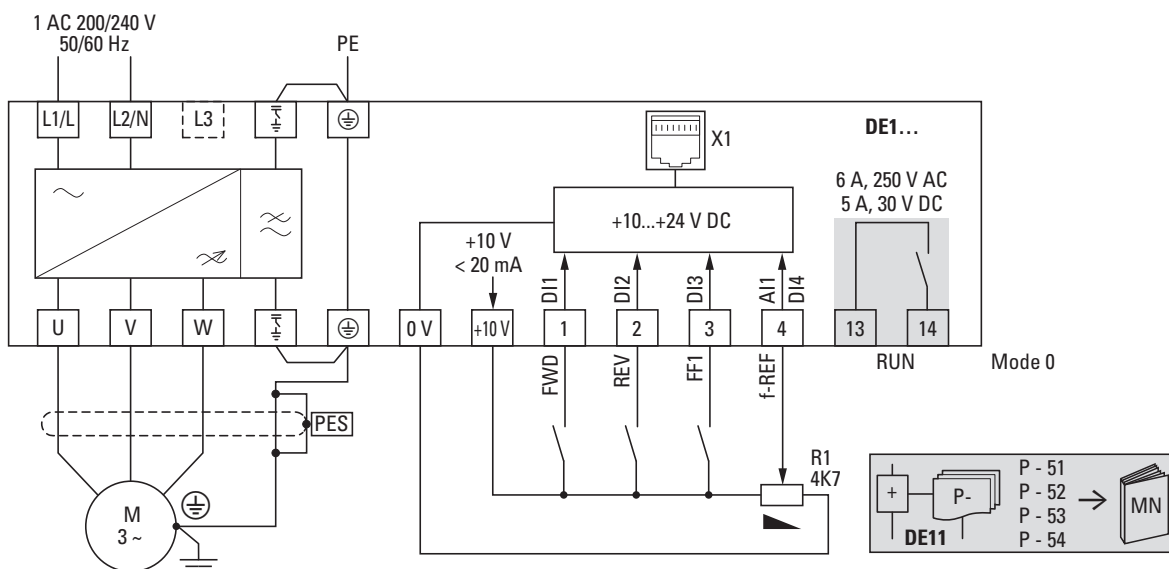 1 AC 200/240 V
50/60 Hz
PE
L1/L
L2/N
L3
X1
DE1...
6 A, 250 V AC
5 A, 30 V DC
+10...+24 V DC
+10 V
< 20 mA
DI1
DI2
DI3
AI1
DI4
U
V
W
0 V
+10 V
1
2
3
4
13
14
FWD
REV
FF1
f-REF
RUN
Mode 0
PES
R1
4K7
M
3 ~
+
P-
DE11
P - 51
P - 52
P - 53
P - 54
MN